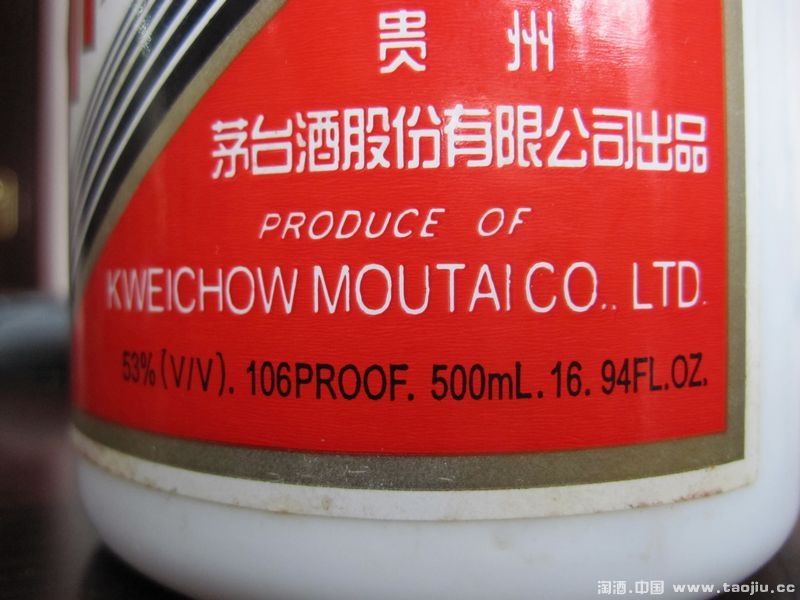 贵 州
茅台酒股份有限公司出品
PRODUCE OF
KWEICHOW MOUTAI CO., LTD.
53%(V/V). 106PROOF. 500mL. 16. 94FL.OZ.
淘酒.中国 www.taojiu.cc